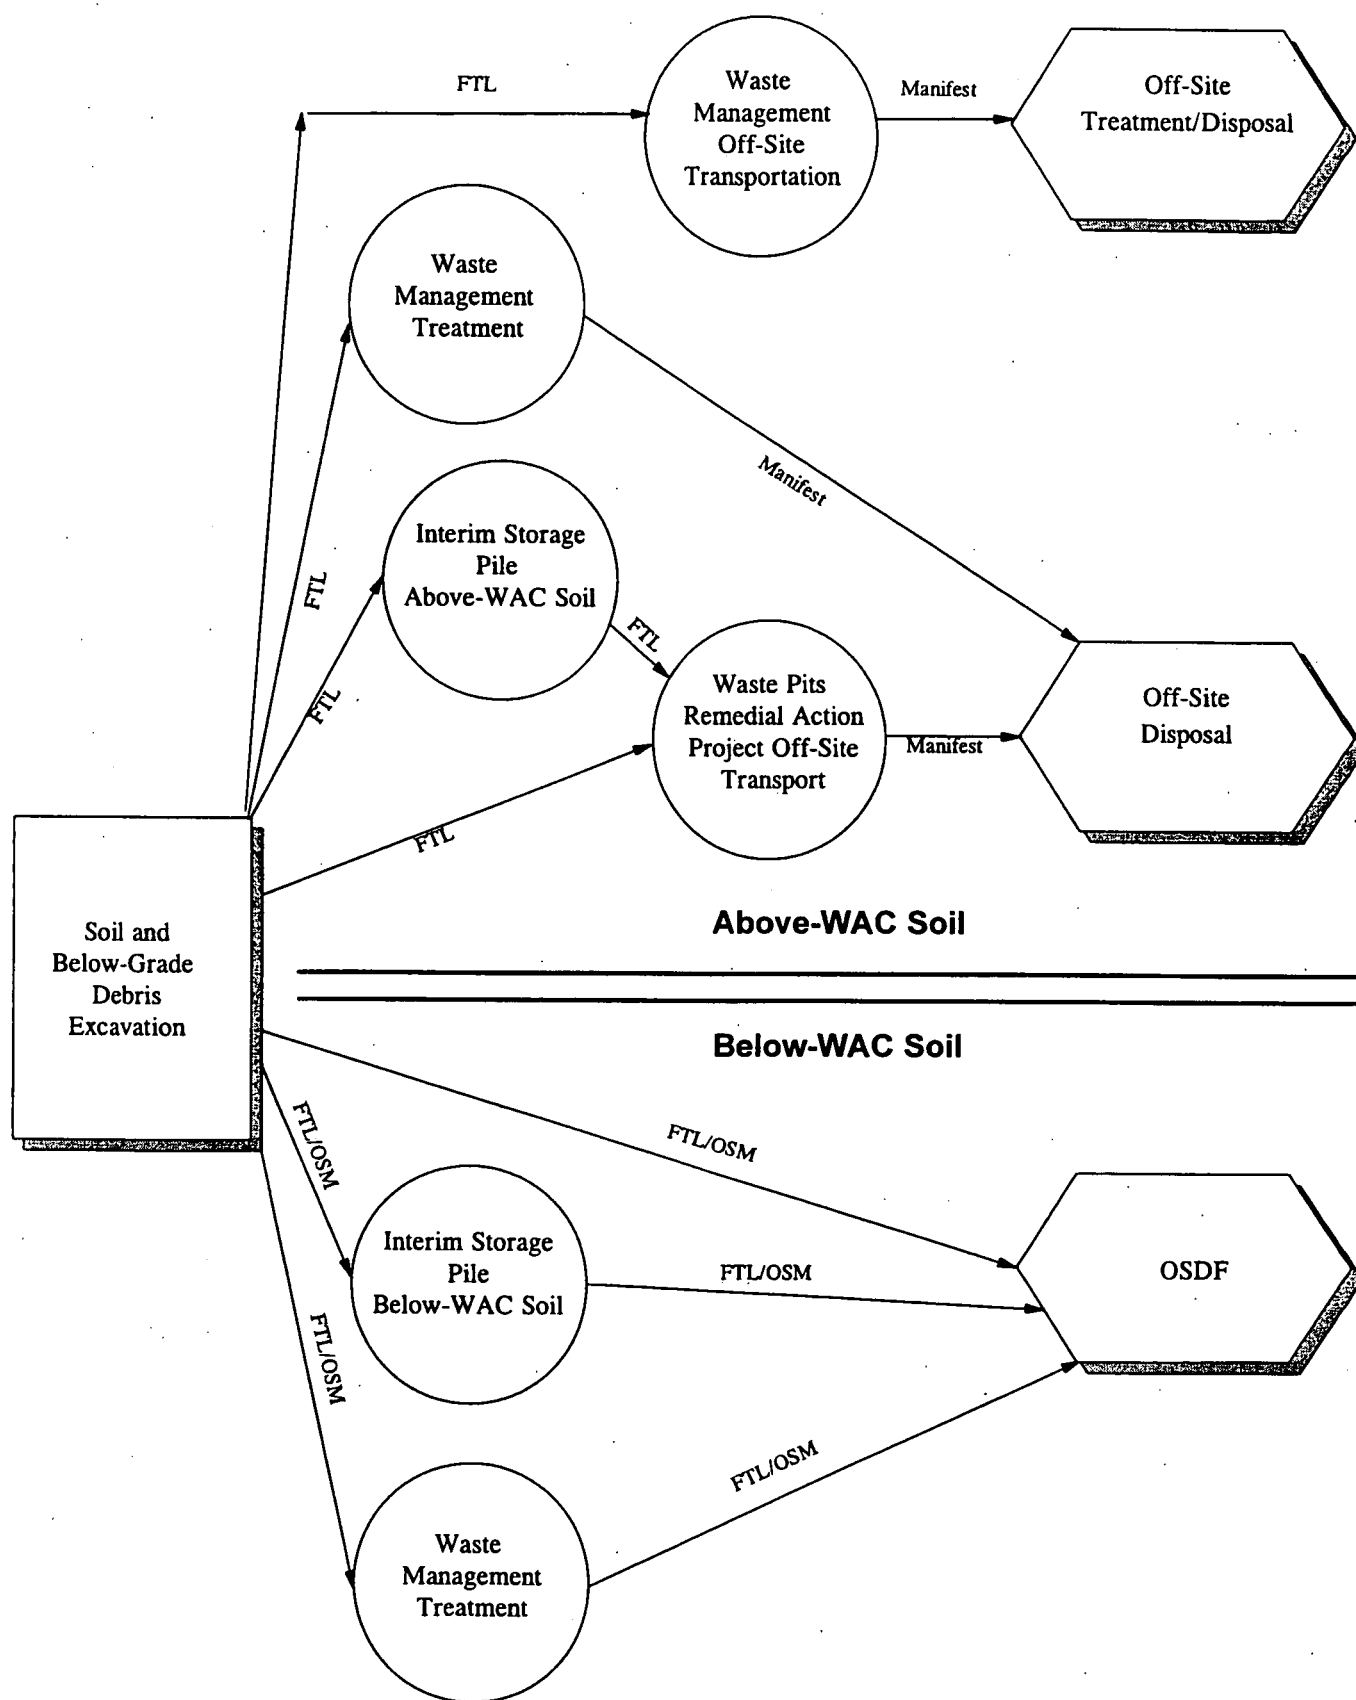 FTL
Waste
Management
Off-Site
Transportation
Manifest
Off-Site
Treatment/Disposal
Waste
Management
Treatment
Manifest
FTL
Interim Storage
Pile
Above-WAC Soil
FTL
FTL
Waste Pits
Remedial Action
Project Off-Site
Transport
Manifest
Off-Site
Disposal
FTL
Above-WAC Soil
Soil and
Below-Grade
Debris
Excavation
Below-WAC Soil
FTL/OSM
FTL/OSM
Interim Storage
Pile
Below-WAC Soil
FTL/OSM
OSDF
FTL/OSM
FTL/OSM
Waste
Management
Treatment